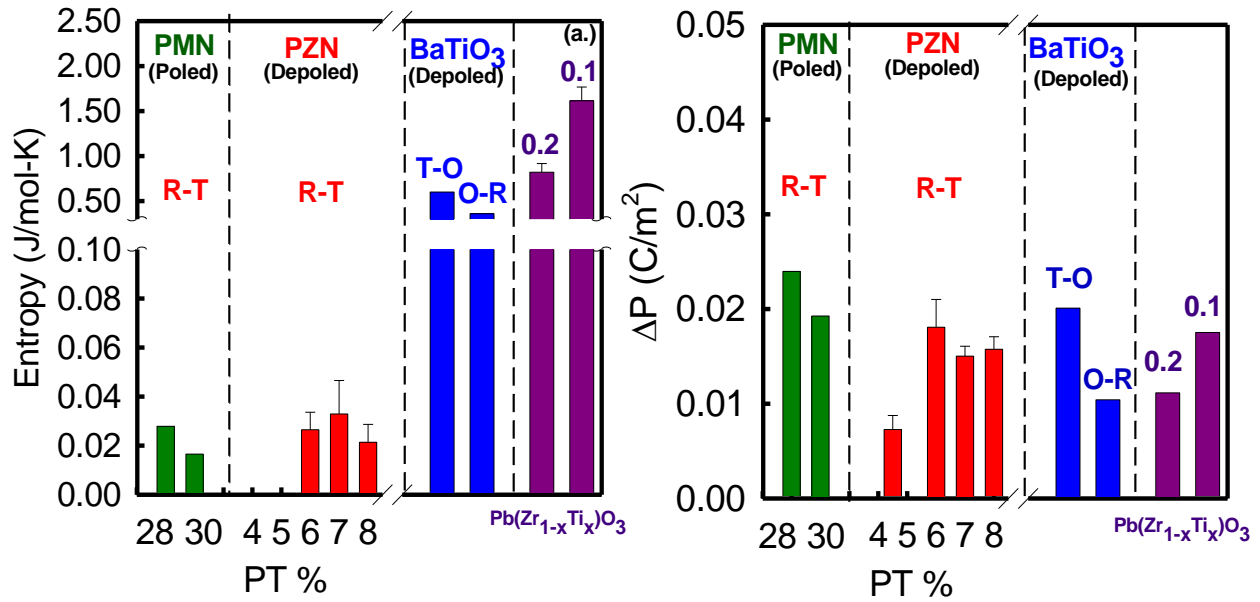 2.50
2.00
1.50
1.00
0.50
0.10
0.08
0.06
0.04
0.02
0.00
Entropy (J/mol-K)
PMN
(Poled)
PZN
(Depoled)
BaTiO3
(Depoled)
(a.)
0.1
0.2
R-T
R-T
T-O
O-R
28 30 4 5 6 7 8
Pb(Zr1-xTix)O3
PT %
0.05
0.04
0.03
0.02
0.01
0.00
ΔP (C/m2)
PMN
(Poled)
PZN
(Depoled)
BaTiO3
(Depoled)
R-T
R-T
T-O
O-R
0.2
0.1
28 30 4 5 6 7 8
Pb(Zr1-xTix)O3
PT %